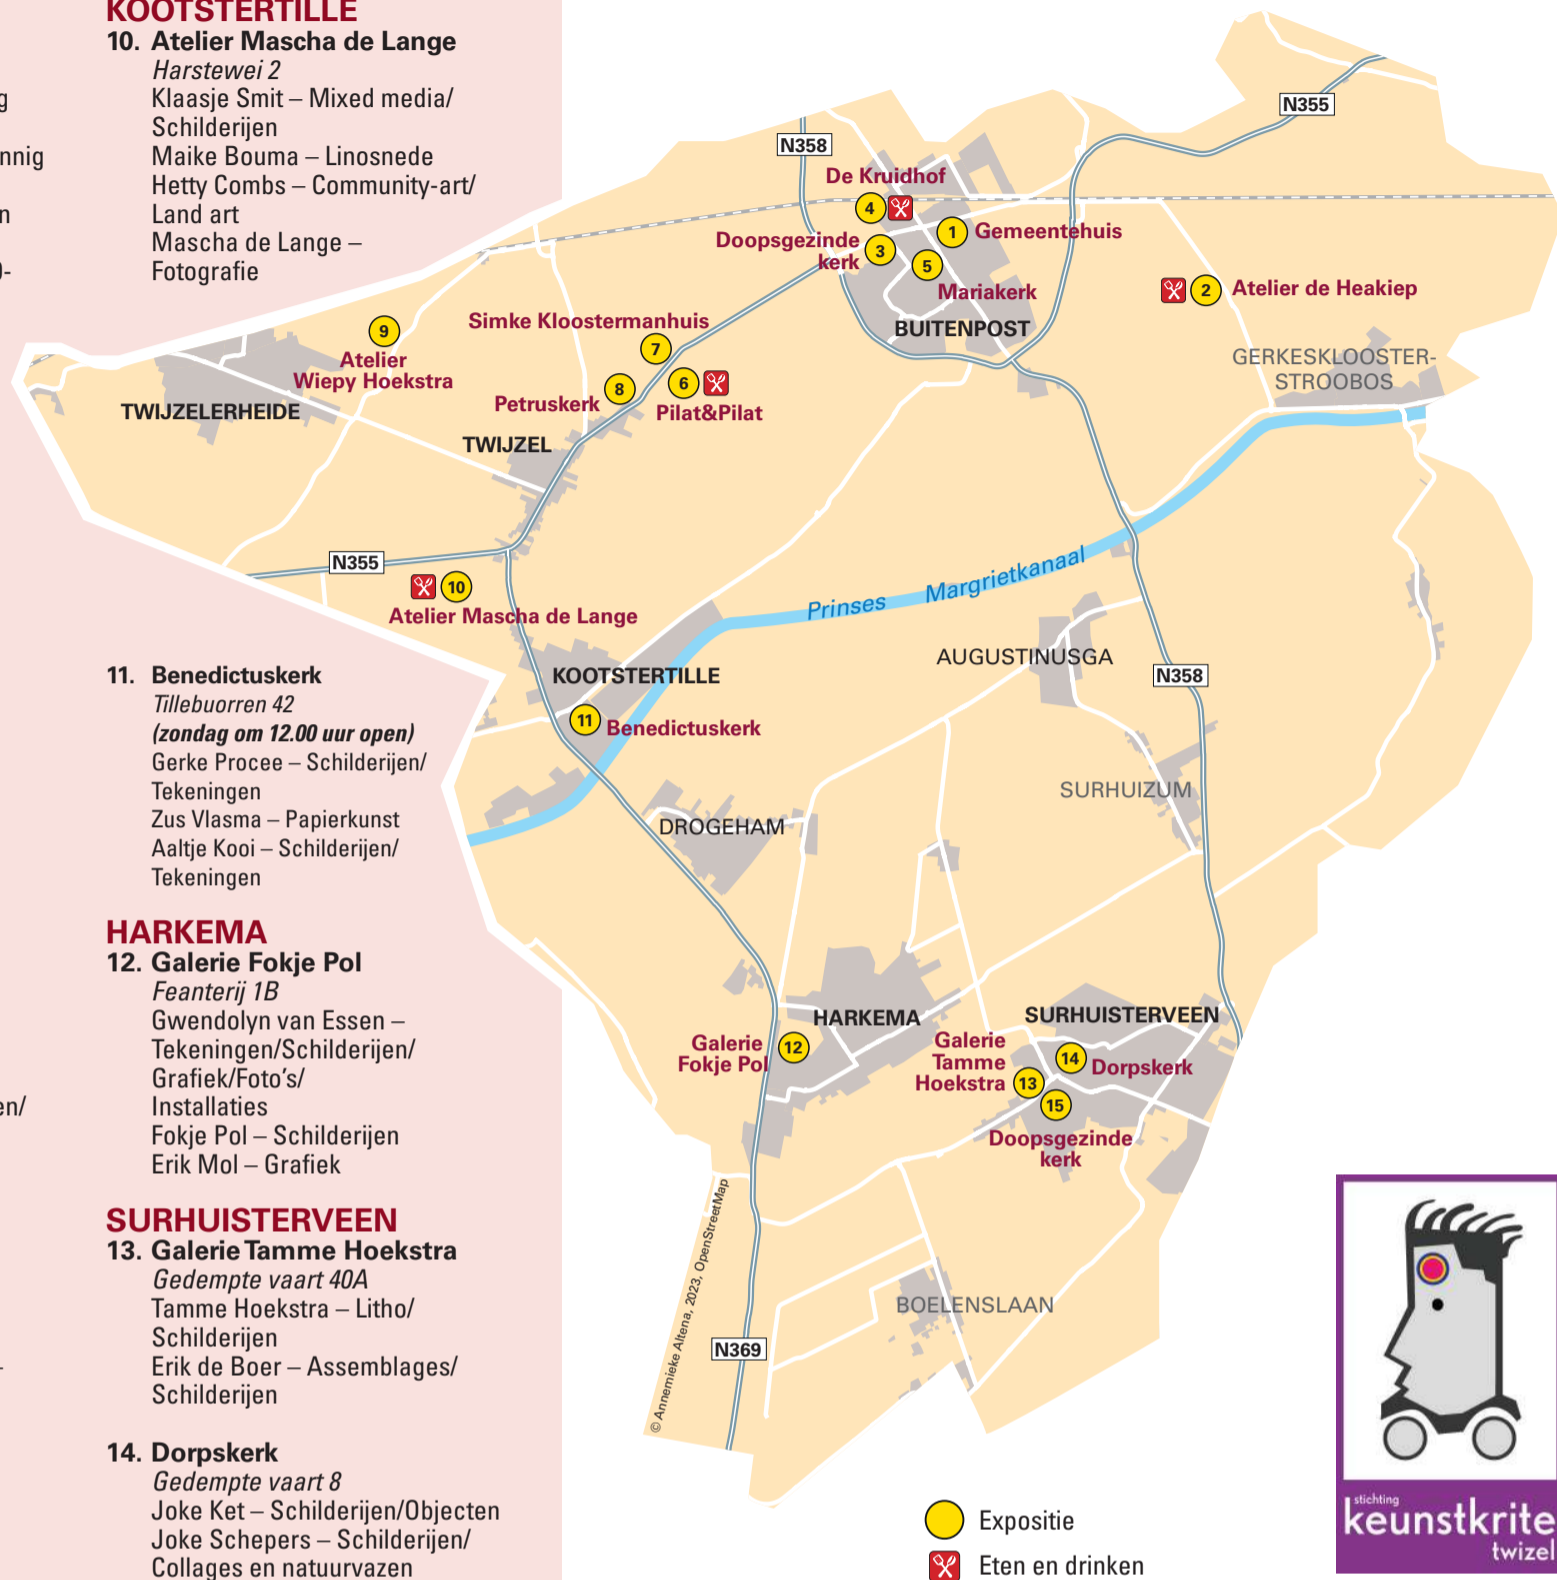 KOOTSTERTILLE
10. Atelier Mascha de Lange
Harstewei 2
Klaasje Smit – Mixed media/
Schilderijen
Maike Bouma – Linosnede
Hetty Combs – Community-art/
Land art
Mascha de Lange –
Fotografie
g
nnig
n
11. Benedictuskerk
Tillebuorren 42
(zondag om 12.00 uur open)
Gerke Procee – Schilderijen/
Tekeningen
Zus Vlasma – Papierkunst
Aaltje Kooi – Schilderijen/
Tekeningen
HARKEMA
12. Galerie Fokje Pol
Feanterij 1B
Gwendolyn van Essen –
Tekeningen/Schilderijen/
Grafiek/Foto's/
Installaties
Fokje Pol – Schilderijen
Erik Mol – Grafiek
en/
SURHUISTERVEEN
13. Galerie Tamme Hoekstra
Gedempte vaart 40A
Tamme Hoekstra – Litho/
Schilderijen
Erik de Boer – Assemblages/
Schilderijen
14. Dorpskerk
Gedempte vaart 8
Joke Ket – Schilderijen/Objecten
Joke Schepers – Schilderijen/
Collages en natuurvazen
N355
N358
De Kruidhof
4
1 Gemeentehuis
Doopsgezinde
kerk
3
5
Mariakerk
2 Atelier de Heakiep
BUITENPOST
GERKESKLOOSTER-
STROOBOS
Simke Kloostermanhuis
7
9
Atelier
Wiepy Hoekstra
8
Petruskerk
6
Pilat&Pilat
TWIJZELERHEIDE
TWIJZEL
N355
10
Atelier Mascha de Lange
Prinses Margrietkanaal
AUGUSTINUSGA
N358
KOOTSTERTILLE
11 Benedictuskerk
SURHUIZUM
DROGEHAM
HARKEMA
SURHUISTERVEEN
Galerie
Fokje Pol
12
Galerie
Tamme
Hoekstra
13
14 Dorpskerk
15
Doopsgezinde
kerk
BOELENSLAAN
N369
© Annemieke Altena, 2023, OpenStreetMap
Expositie
Eten en drinken
stichting
keunstkrite
twizel